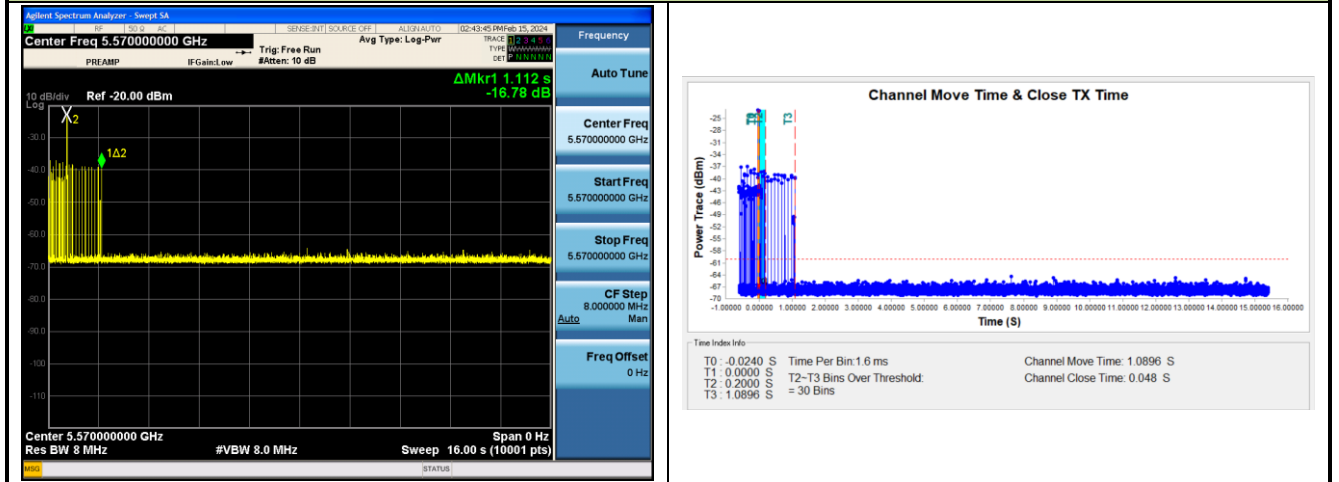 Agilent Spectrum Analyzer - Swept SA
RF 50 Ω AC SENSE:INT SOURCE OFF ALIGN AUTO 02:43:45 PM Feb 15, 2024
Center Freq 5.570000000 GHz
PREAMP IFGain:Low
Trig: Free Run
#Atten: 10 dB
Avg Type: Log-Pwr
TRACE 1 2 3 4 5 6
TYPE
DET P N N N N N
ΔMkr1 1.112 s
-16.78 dB
10 dB/div Ref -20.00 dBm
Log
X2
1Δ2
-30.0
-40.0
-50.0
-60.0
-70.0
-80.0
-90.0
-100
-110
Center 5.570000000 GHz Span 0 Hz
Res BW 8 MHz #VBW 8.0 MHz Sweep 16.00 s (10001 pts)
MSG STATUS
Frequency
Auto Tune
Center Freq
5.570000000 GHz
Start Freq
5.570000000 GHz
Stop Freq
5.570000000 GHz
CF Step
8.000000 MHz
Auto Man
Freq Offset
0 Hz
Channel Move Time & Close TX Time
T3
Power Trace (dBm)
-25
-28
-31
-34
-37
-40
-43
-46
-49
-52
-55
-58
-61
-64
-67
-70
-1.00000 0.00000 1.00000 2.00000 3.00000 4.00000 5.00000 6.00000 7.00000 8.00000 9.00000 10.00000 11.00000 12.00000 13.00000 14.00000 15.00000 16.00000
Time (S)
Time Index Info
T0 : -0.0240 S
T1 : 0.0000 S
T2 : 0.2000 S
T3 : 1.0896 S
Time Per Bin:1.6 ms
T2~T3 Bins Over Threshold:
= 30 Bins
Channel Move Time: 1.0896 S
Channel Close Time: 0.048 S